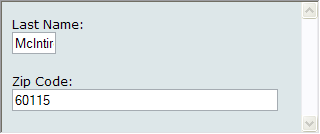 Last Name:
McIntir
Zip Code:
60115